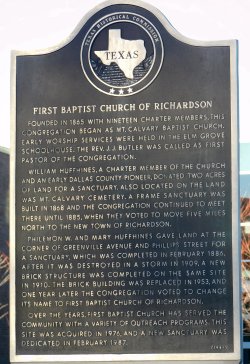 TEXAS HISTORICAL COMMISSION
TEXAS
FIRST BAPTIST CHURCH OF RICHARDSON
FOUNDED IN 1865 WITH NINETEEN CHARTER MEMBERS, THIS
CONGREGATION BEGAN AS MT. CALVARY BAPTIST CHURCH.
EARLY WORSHIP SERVICES WERE HELD IN THE ELM GROVE
SCHOOLHOUSE. THE REV. J. J. BUTLER WAS CALLED AS FIRST
PASTOR OF THE CONGREGATION.
WILLIAM HUFFHINES, A CHARTER MEMBER OF THE CHURCH
AND AN EARLY DALLAS COUNTY PIONEER, DONATED TWO ACRES
OF LAND FOR A SANCTUARY. ALSO LOCATED ON THE LAND
WAS MT. CALVARY CEMETERY. A FRAME SANCTUARY WAS
BUILT IN 1868 AND THE CONGREGATION CONTINUED TO MEET
THERE UNTIL 1885, WHEN THEY VOTED TO MOVE FIVE MILES
NORTH TO THE NEW TOWN OF RICHARDSON.
PHILEMON W. AND MARY HUFFHINES GAVE LAND AT THE
CORNER OF GREENVILLE AVENUE AND PHILLIPS STREET FOR
A SANCTUARY, WHICH WAS COMPLETED IN FEBRUARY 1886.
AFTER IT WAS DESTROYED IN A STORM IN 1909, A NEW
BRICK STRUCTURE WAS COMPLETED ON THE SAME SITE
IN 1910. THE BRICK BUILDING WAS REPLACED IN 1953, AND
ONE YEAR LATER THE CONGREGATION VOTED TO CHANGE
ITS NAME TO FIRST BAPTIST CHURCH OF RICHARDSON.
OVER THE YEARS, FIRST BAPTIST CHURCH HAS SERVED THE
COMMUNITY WITH A VARIETY OF OUTREACH PROGRAMS. THIS
SITE WAS ACQUIRED IN 1976, AND A NEW SANCTUARY WAS
DEDICATED IN FEBRUARY 1987.